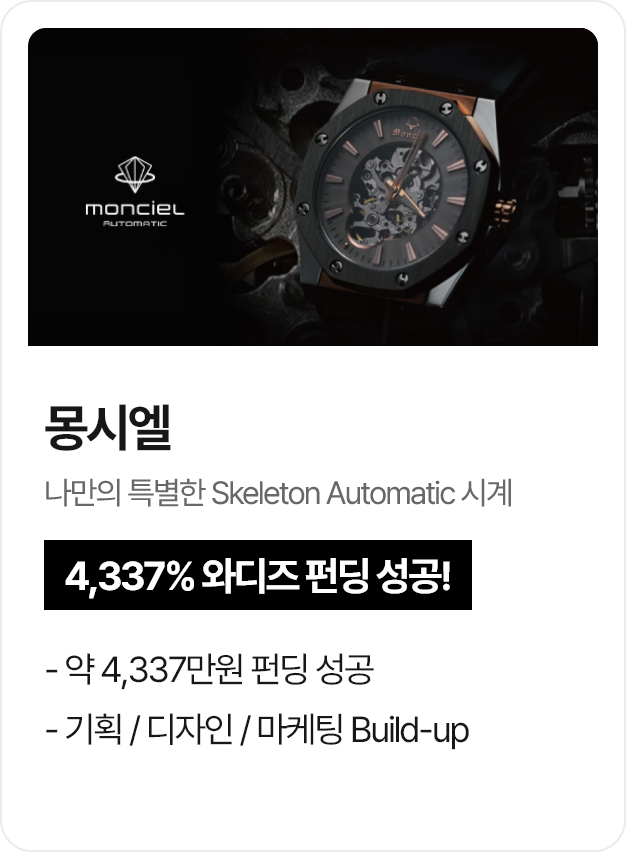 monciel
AUTOMATIC
Monciel
몽시엘
나만의 특별한 Skeleton Automatic 시계
4,337% 와디즈 펀딩 성공!
- 약 4,337만원 펀딩 성공
- 기획 / 디자인 / 마케팅 Build-up